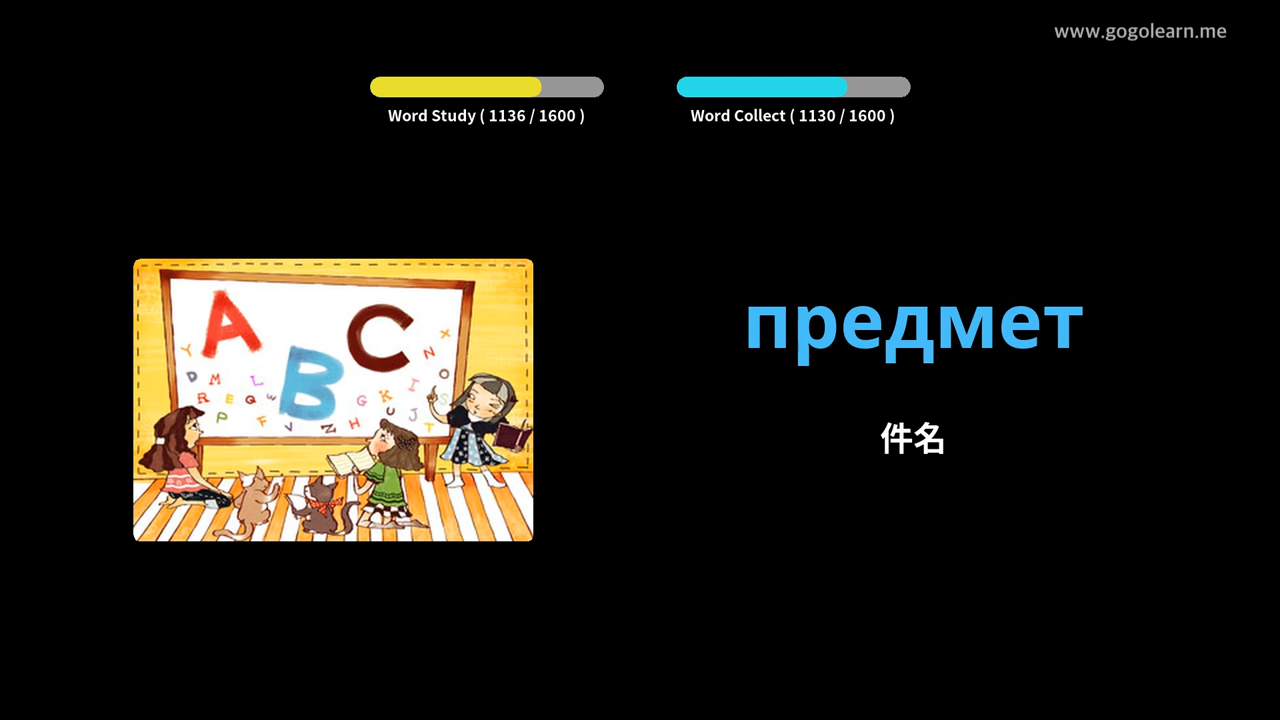 www.gogolearn.me
Word Study ( 1136 / 1600 )
Word Collect ( 1130 / 1600 )
A
B
C
Y
D M L
R E Q W
P F V Z H
X
N
O
I
G K S
U J T
предмет
件名